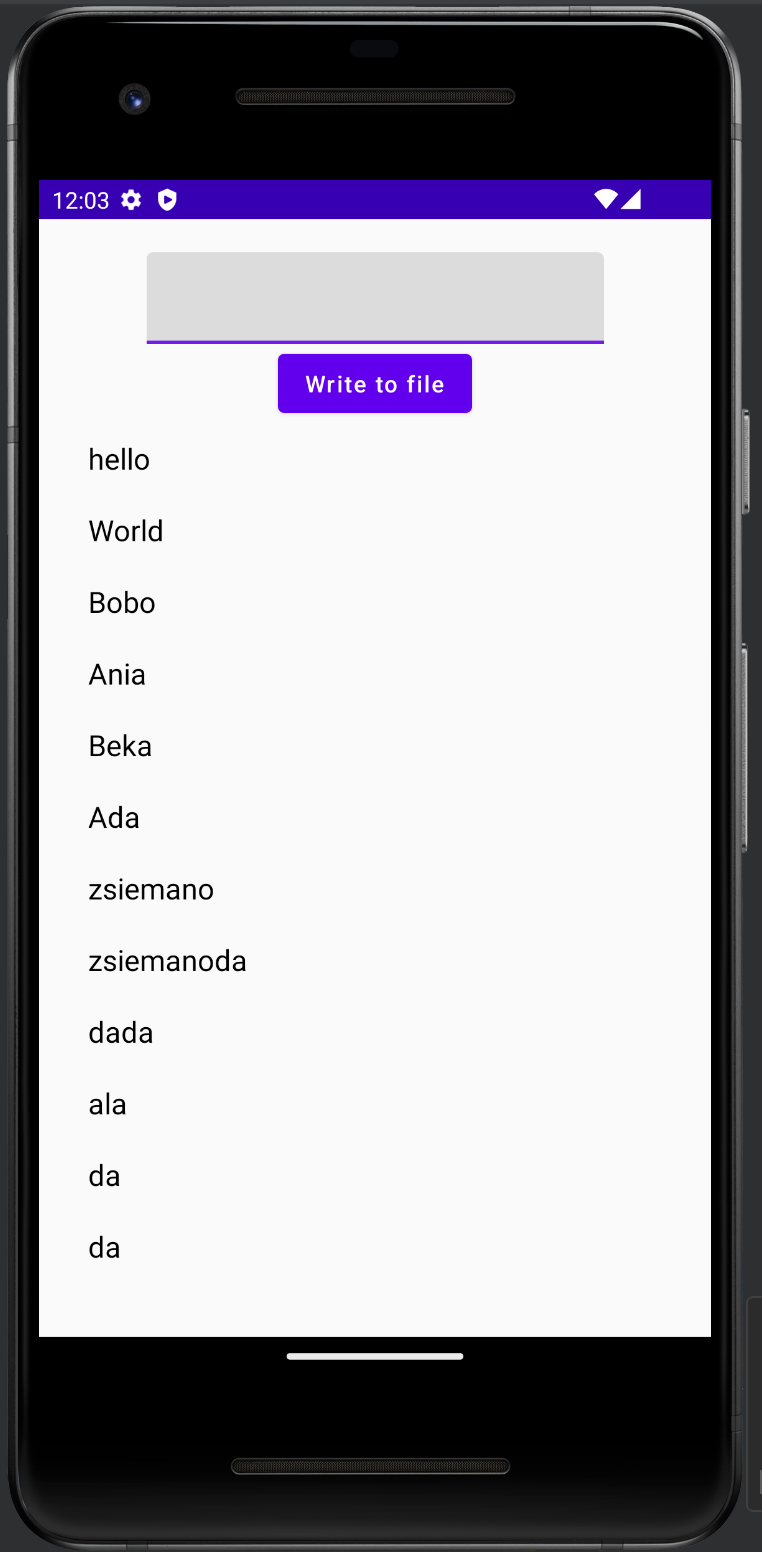 12:03
Write to file
hello
World
Bobo
Ania
Beka
Ada
zsiemano
zsiemanoda
dada
ala
da
da